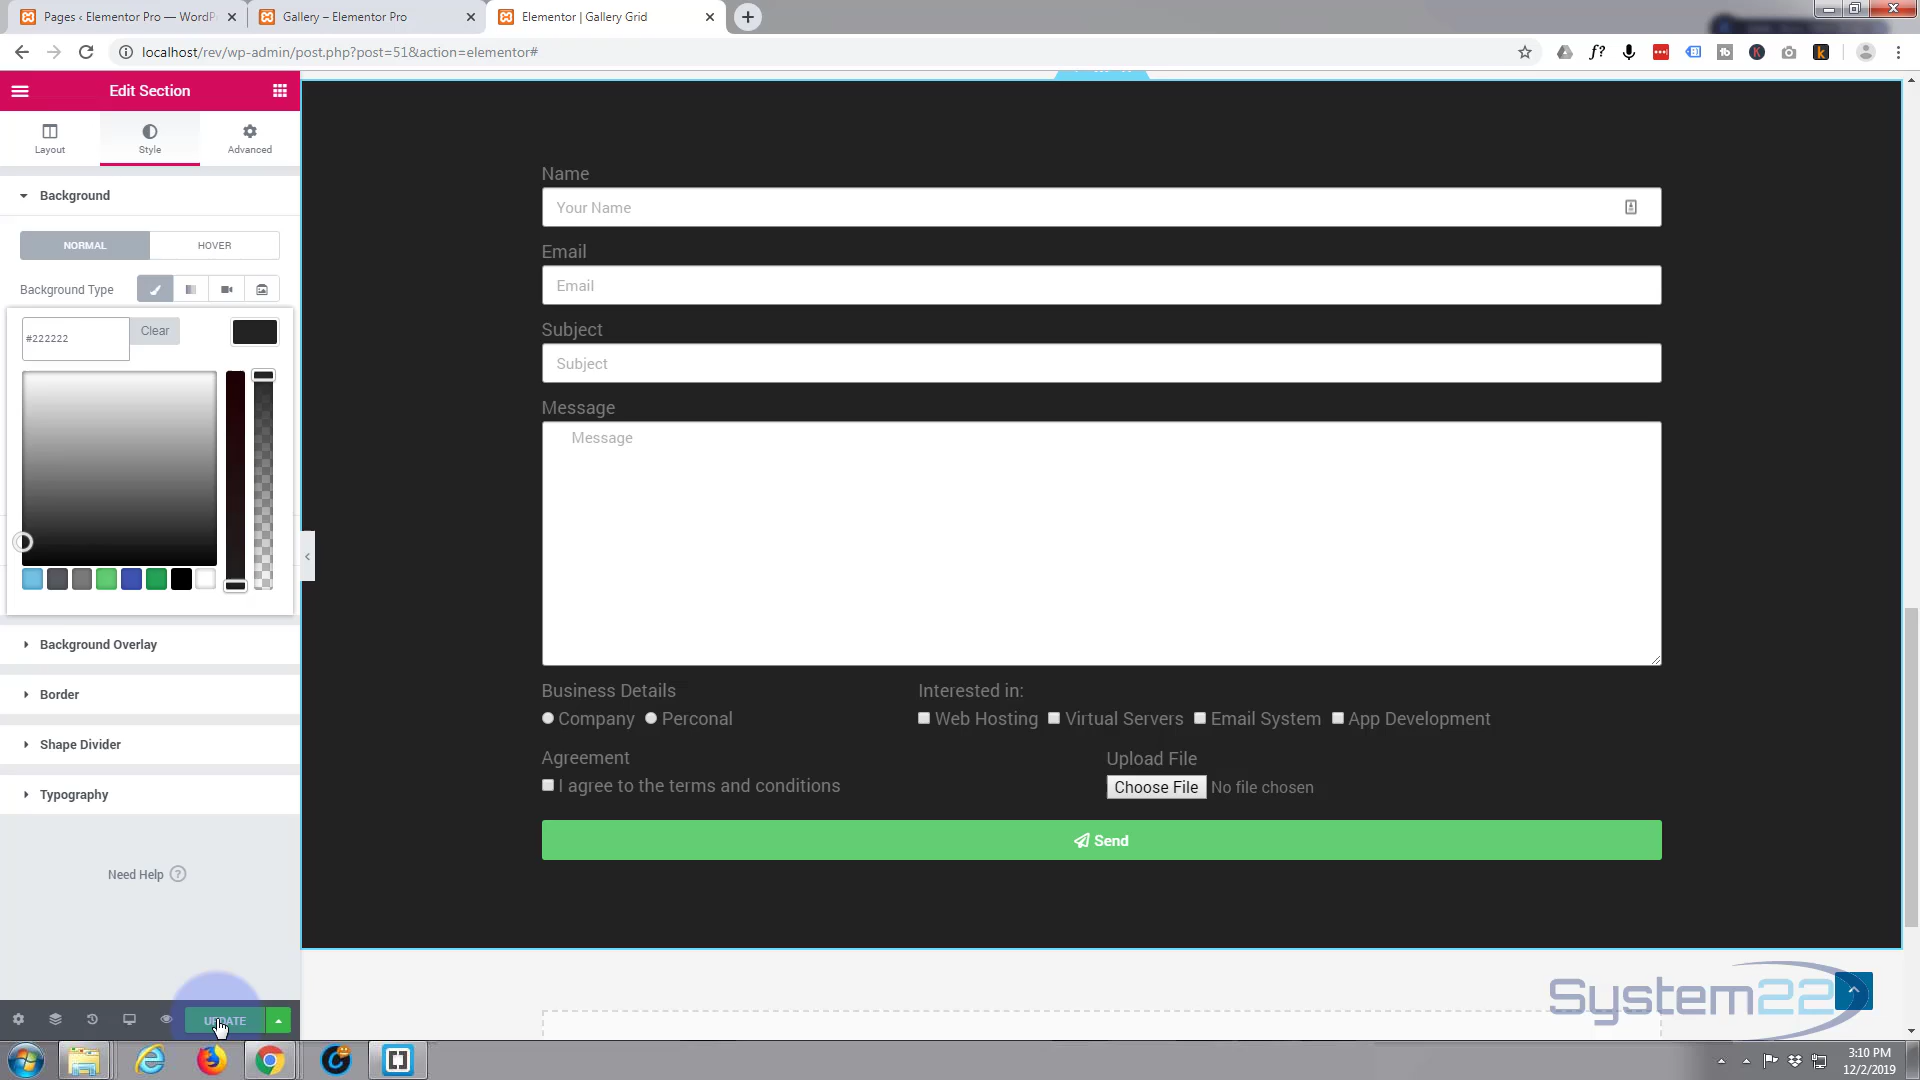 Pages ‹ Elementor Pro — WordP
Gallery – Elementor Pro
Elementor | Gallery Grid
localhost/rev/wp-admin/post.php?post=51&action=elementor#
Edit Section
Layout
Style
Advanced
Background
NORMAL
HOVER
Background Type
#222222
Clear
Background Overlay
Border
Shape Divider
Typography
Need Help ?
UPDATE
Name
Your Name
Email
Email
Subject
Subject
Message
Message
Business Details
Company
Perconal
Interested in:
Web Hosting
Virtual Servers
Email System
App Development
Agreement
I agree to the terms and conditions
Upload File
Choose File
No file chosen
Send
System22
3:10 PM
12/2/2019